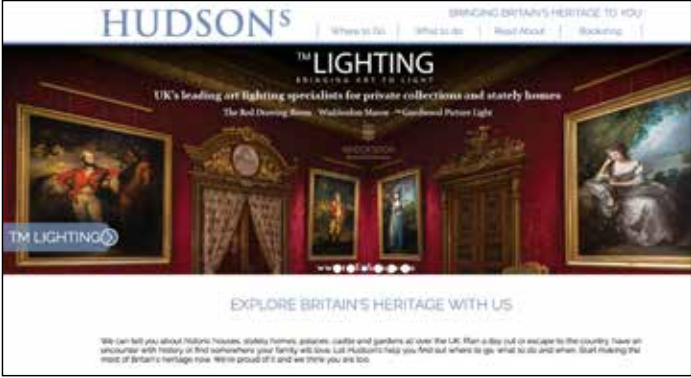 HUDSONS
BRINGING BRITAIN'S HERITAGE TO YOU
Where to Go | What to do | Read About | Bookshop
TM LIGHTING
BRINGING ART TO LIGHT
UK's leading art lighting specialists for private collections and stately homes
The Red Drawing Room Waddesdon Manor
Picture Light
WADDESDON
TM LIGHTING
EXPLORE BRITAIN'S HERITAGE WITH US
We can tell you about historic houses, stately homes, palaces, castle and gardens all over the UK. Plan a day out or escape to the country, have an
encounter with history or find somewhere your family will love. Let Hudson's help you find out where to go, what to do and when. Start making the
most of Britain's heritage now. We're proud of it and we think you are too.